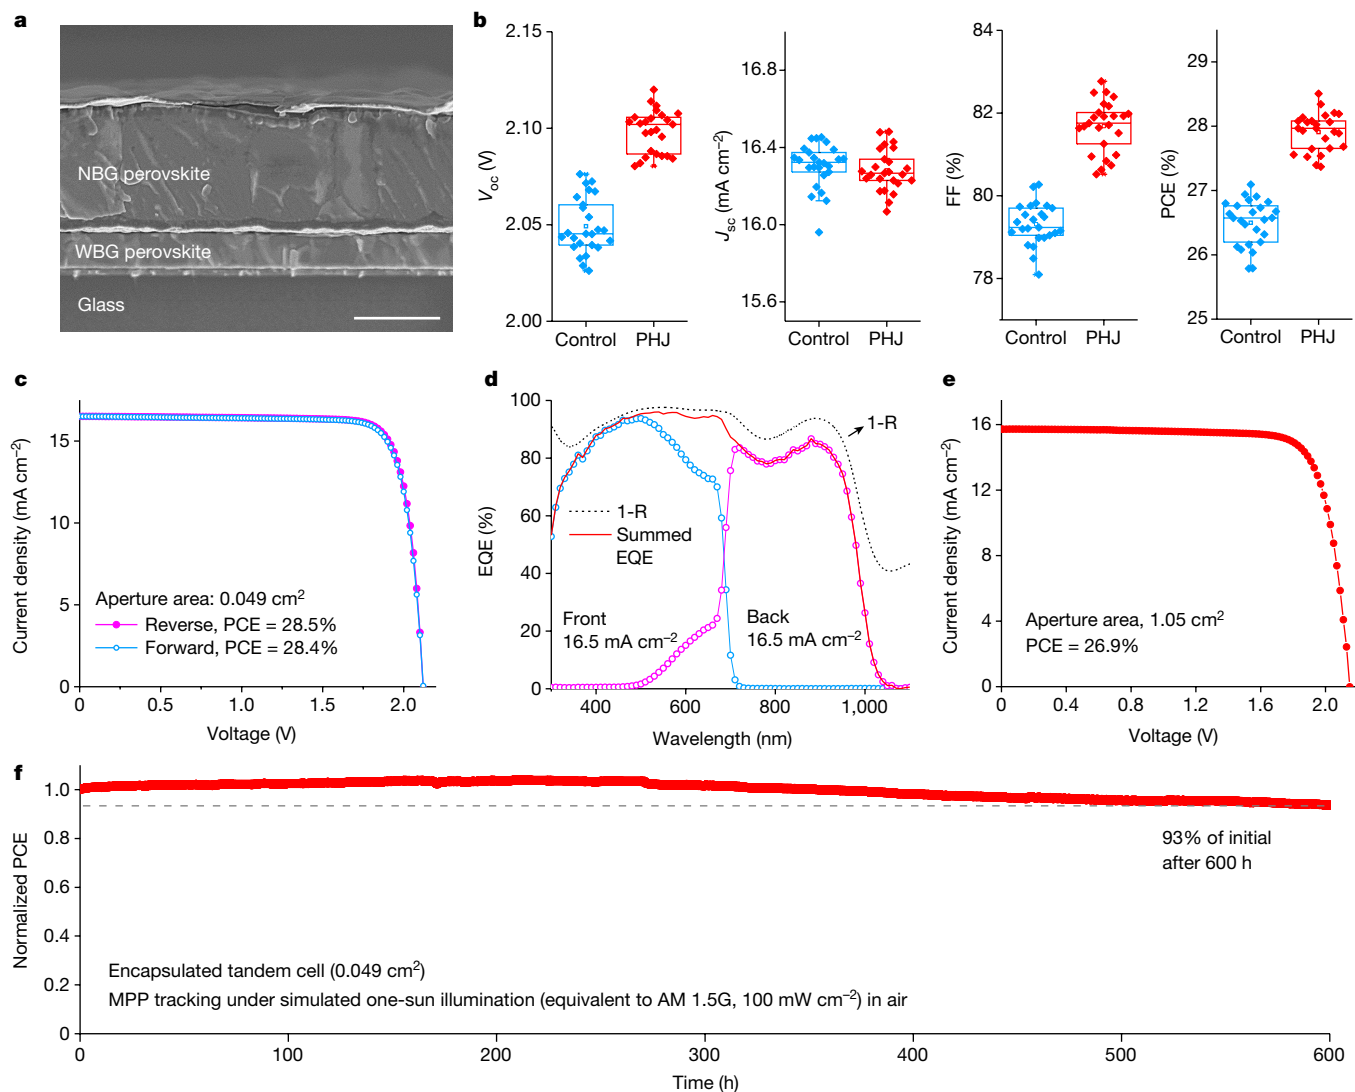 a
NBG perovskite
WBG perovskite
Glass
b
2.15
2.10
2.05
2.00
Voc (V)
Control
PHJ
16.8
16.4
16.0
15.6
Jsc (mA cm−2)
Control
PHJ
84
82
80
78
FF (%)
Control
PHJ
28
27
26
25
29
PCE (%)
Control
PHJ
c
15
10
5
0
Current density (mA cm−2)
Aperture area: 0.049 cm2
Reverse, PCE = 28.5%
Forward, PCE = 28.4%
0
0.5
1.0
1.5
2.0
Voltage (V)
d
100
80
60
40
20
0
EQE (%)
1-R
1-R
Summed
EQE
Front
16.5 mA cm−2
Back
16.5 mA cm−2
400
600
800
1,000
Wavelength (nm)
e
16
12
8
4
0
Current density (mA cm−2)
Aperture area, 1.05 cm2
PCE = 26.9%
0
0.4
0.8
1.2
1.6
2.0
Voltage (V)
f
1.0
0.8
0.6
0.4
0.2
0
Normalized PCE
93% of initial
after 600 h
Encapsulated tandem cell (0.049 cm2)
MPP tracking under simulated one-sun illumination (equivalent to AM 1.5G, 100 mW cm−2) in air
0
100
200
300
400
500
600
Time (h)